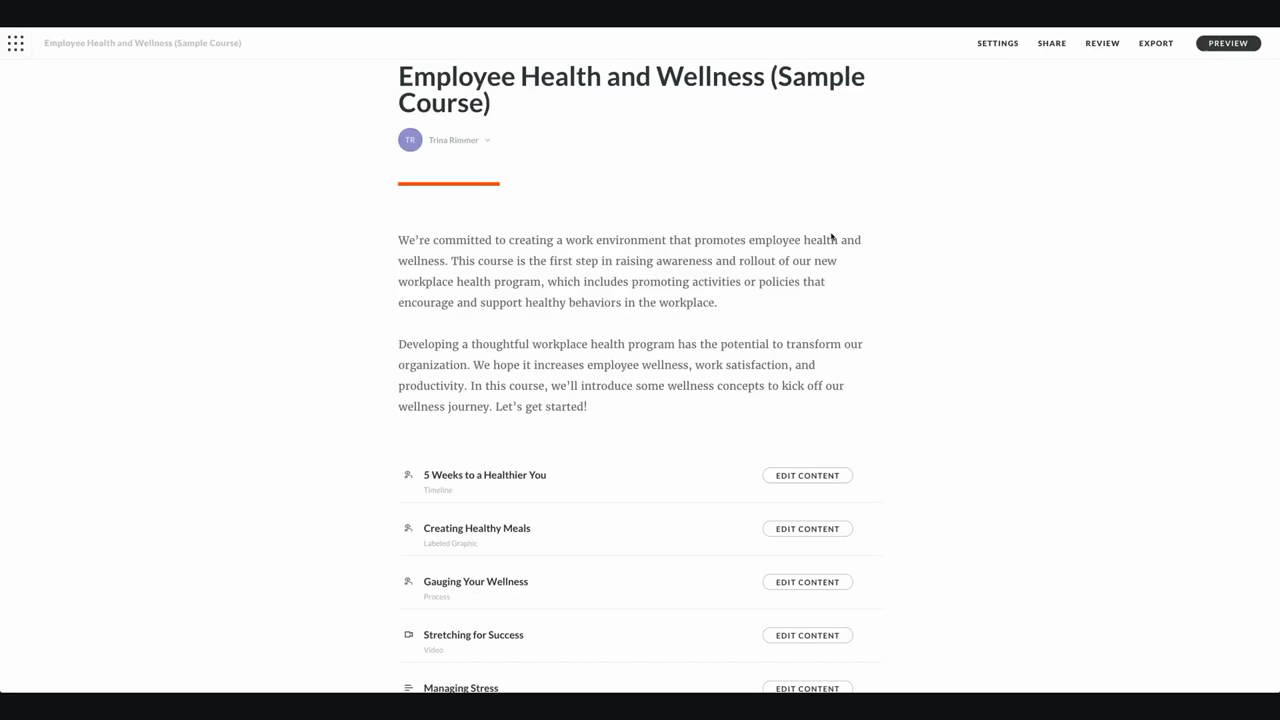 Employee Health and Wellness (Sample Course)
SETTINGS
SHARE
REVIEW
EXPORT
PREVIEW
Employee Health and Wellness (Sample
Course)
TR
Trina Rimmer
We're committed to creating a work environment that promotes employee health and
wellness. This course is the first step in raising awareness and rollout of our new
workplace health program, which includes promoting activities or policies that
encourage and support healthy behaviors in the workplace.
Developing a thoughtful workplace health program has the potential to transform our
organization. We hope it increases employee wellness, work satisfaction, and
productivity. In this course, we'll introduce some wellness concepts to kick off our
wellness journey. Let's get started!
5 Weeks to a Healthier You
EDIT CONTENT
Timeline
Creating Healthy Meals
EDIT CONTENT
Labeled Graphic
Gauging Your Wellness
EDIT CONTENT
Process
Stretching for Success
EDIT CONTENT
Video
Managing Stress
EDIT CONTENT